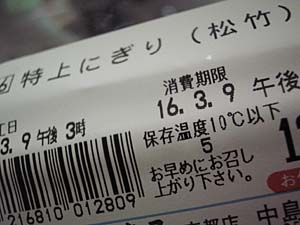 特上にぎり（松竹）
消費期限
16.3.9 午後
工日
3.9 午後 3時
保存温度10℃以下
5
お早めにお召し
上がり下さい。
216810 012809
中島